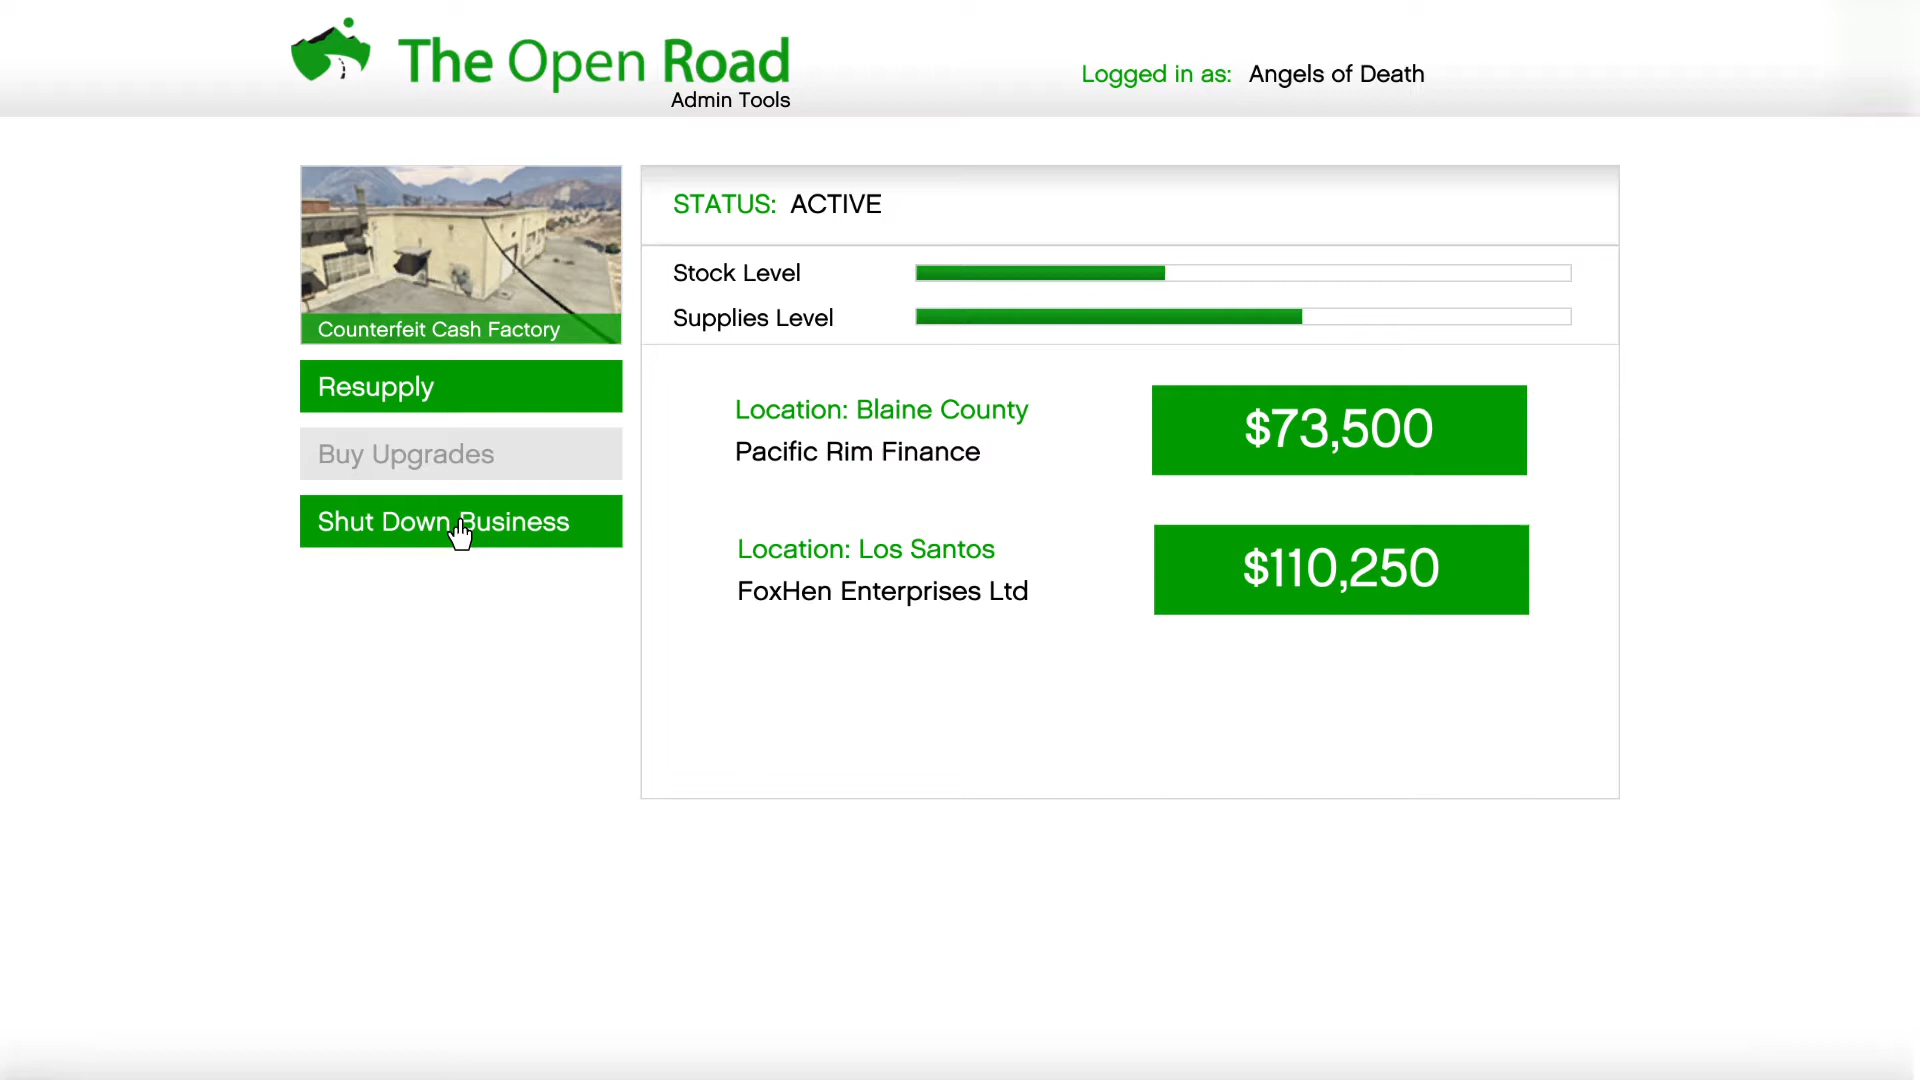 The Open Road
Admin Tools
Logged in as: Angels of Death
Counterfeit Cash Factory
Resupply
Buy Upgrades
Shut Down Business
STATUS: ACTIVE
Stock Level
Supplies Level
Location: Blaine County
Pacific Rim Finance
$73,500
Location: Los Santos
FoxHen Enterprises Ltd
$110,250